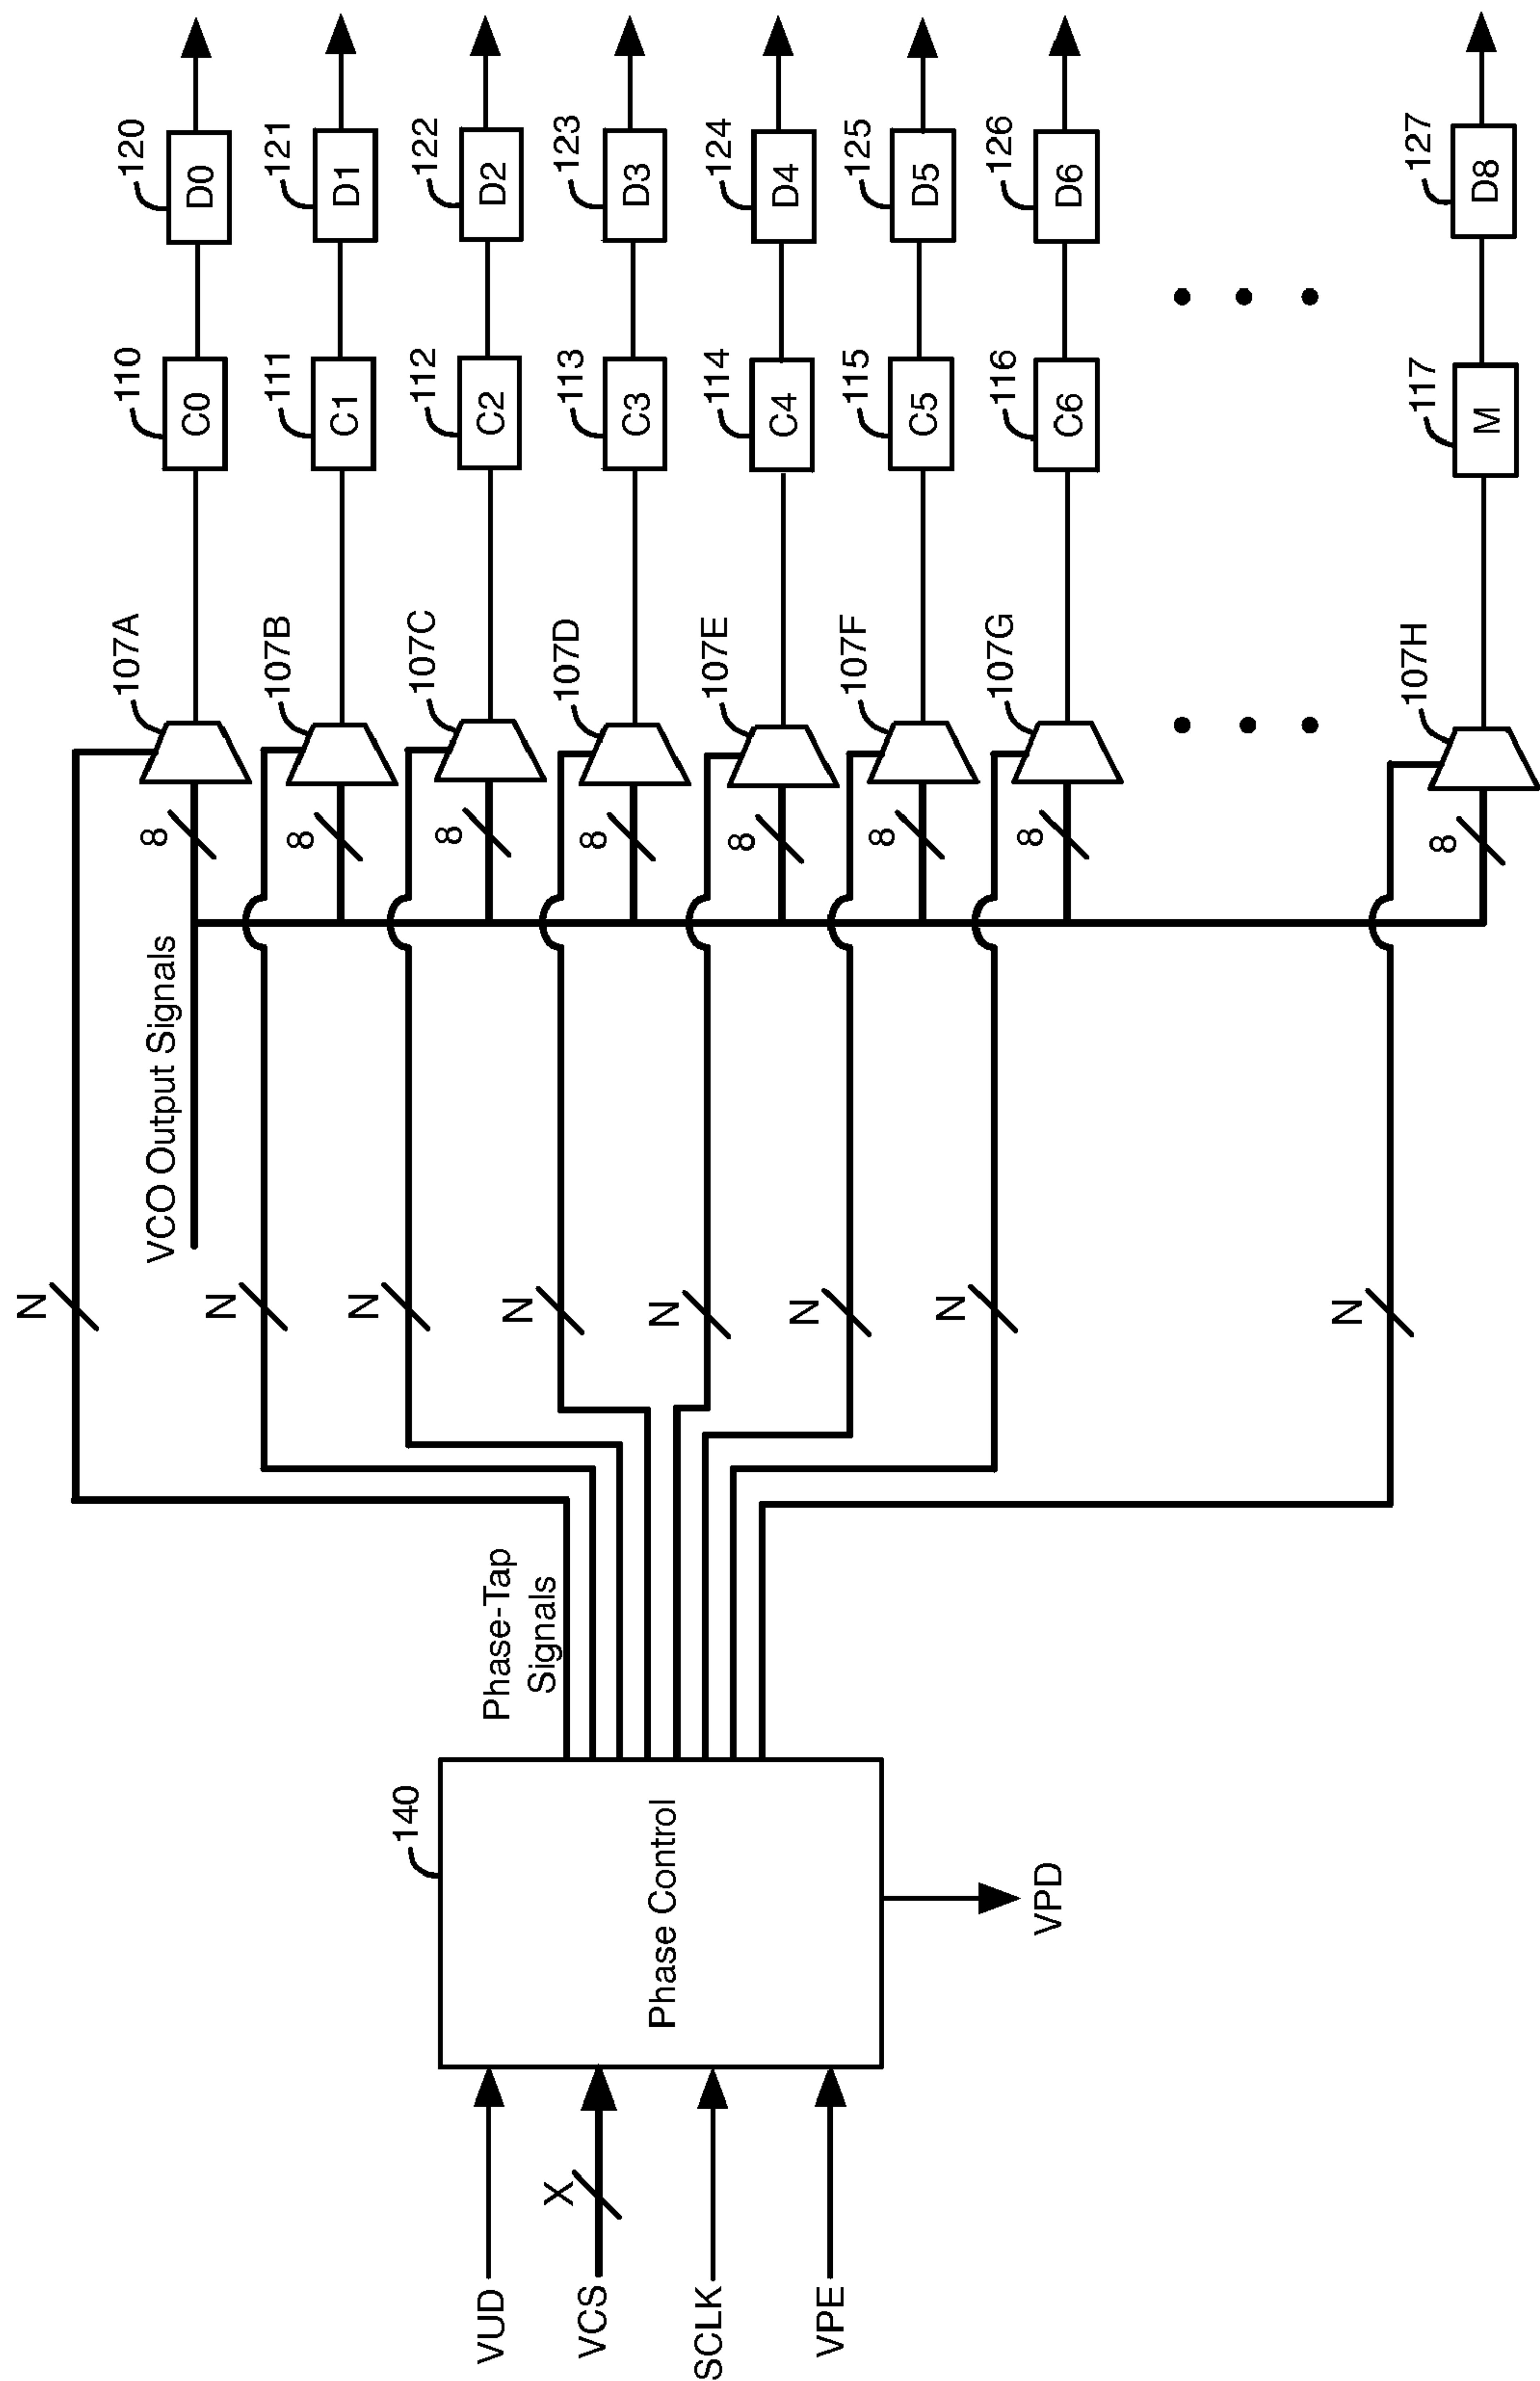 N
107A
110
C0
120
D0
VCO Output Signals
8
N
107B
111
C1
121
D1
8
N
107C
112
C2
122
D2
8
N
107D
113
C3
123
D3
8
N
107E
114
C4
124
D4
8
N
107F
115
C5
125
D5
8
N
107G
116
C6
126
D6
8
N
107H
117
M
127
D8
8
Phase-Tap
Signals
140
Phase Control
VUD
X
VCS
SCLK
VPE
VPD